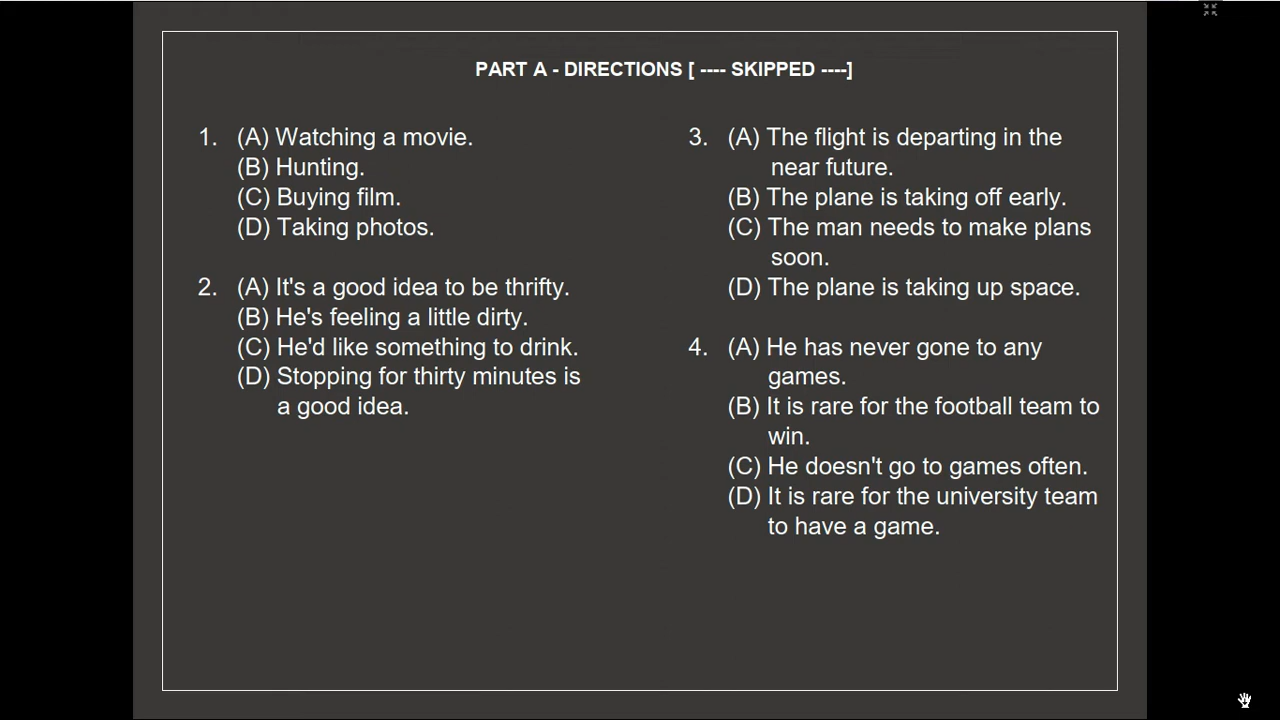 PART A - DIRECTIONS [ ---- SKIPPED ----]
1. (A) Watching a movie.
(B) Hunting.
(C) Buying film.
(D) Taking photos.
2. (A) It's a good idea to be thrifty.
(B) He's feeling a little dirty.
(C) He'd like something to drink.
(D) Stopping for thirty minutes is
a good idea.
3. (A) The flight is departing in the
near future.
(B) The plane is taking off early.
(C) The man needs to make plans
soon.
(D) The plane is taking up space.
4. (A) He has never gone to any
games.
(B) It is rare for the football team to
win.
(C) He doesn't go to games often.
(D) It is rare for the university team
to have a game.